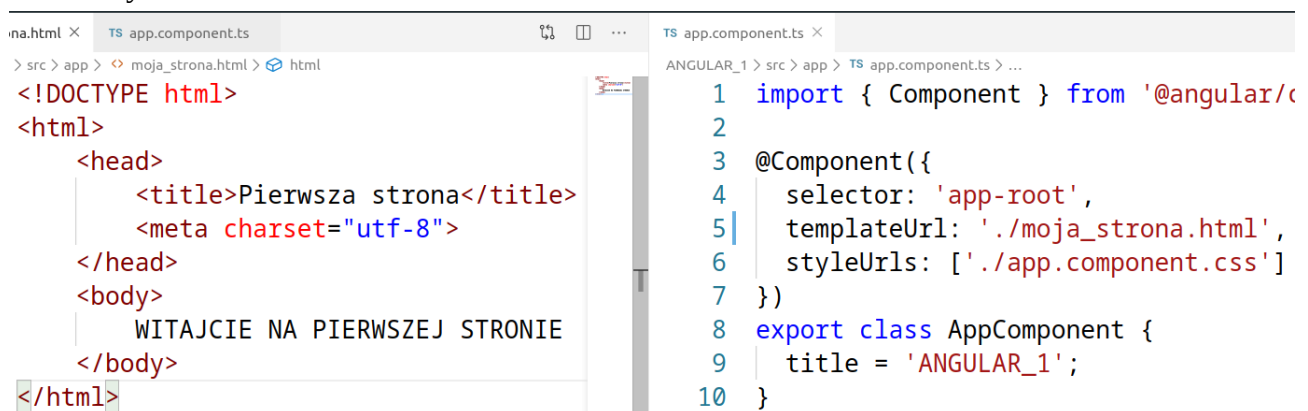 na.html × TS app.component.ts ...
> src > app > <> moja_strona.html > html
<!DOCTYPE html>
<html>
<head>
<title>Pierwsza strona</title>
<meta charset="utf-8">
</head>
<body>
WITAJCIE NA PIERWSZEJ STRONIE
</body>
</html>
TS app.component.ts ×
ANGULAR_1 > src > app > TS app.component.ts > ...
1 import { Component } from '@angular/
2
3 @Component({
4 selector: 'app-root',
5 templateUrl: './moja_strona.html',
6 styleUrls: ['./app.component.css']
7 })
8 export class AppComponent {
9 title = 'ANGULAR_1';
10 }